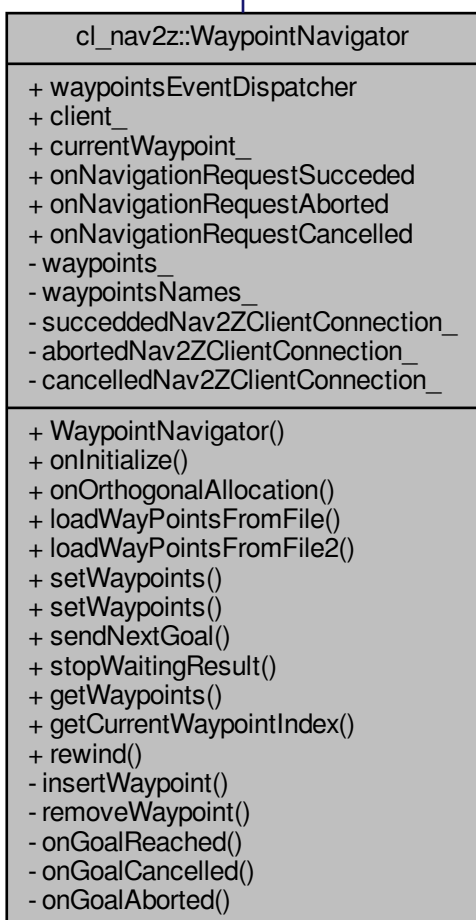 cl_nav2z::WaypointNavigator
+ waypointsEventDispatcher
+ client_
+ currentWaypoint_
+ onNavigationRequestSucceded
+ onNavigationRequestAborted
+ onNavigationRequestCancelled
- waypoints_
- waypointsNames_
- succeddedNav2ZClientConnection_
- abortedNav2ZClientConnection_
- cancelledNav2ZClientConnection_
+ WaypointNavigator()
+ onInitialize()
+ onOrthogonalAllocation()
+ loadWayPointsFromFile()
+ loadWayPointsFromFile2()
+ setWaypoints()
+ setWaypoints()
+ sendNextGoal()
+ stopWaitingResult()
+ getWaypoints()
+ getCurrentWaypointIndex()
+ rewind()
- insertWaypoint()
- removeWaypoint()
- onGoalReached()
- onGoalCancelled()
- onGoalAborted()